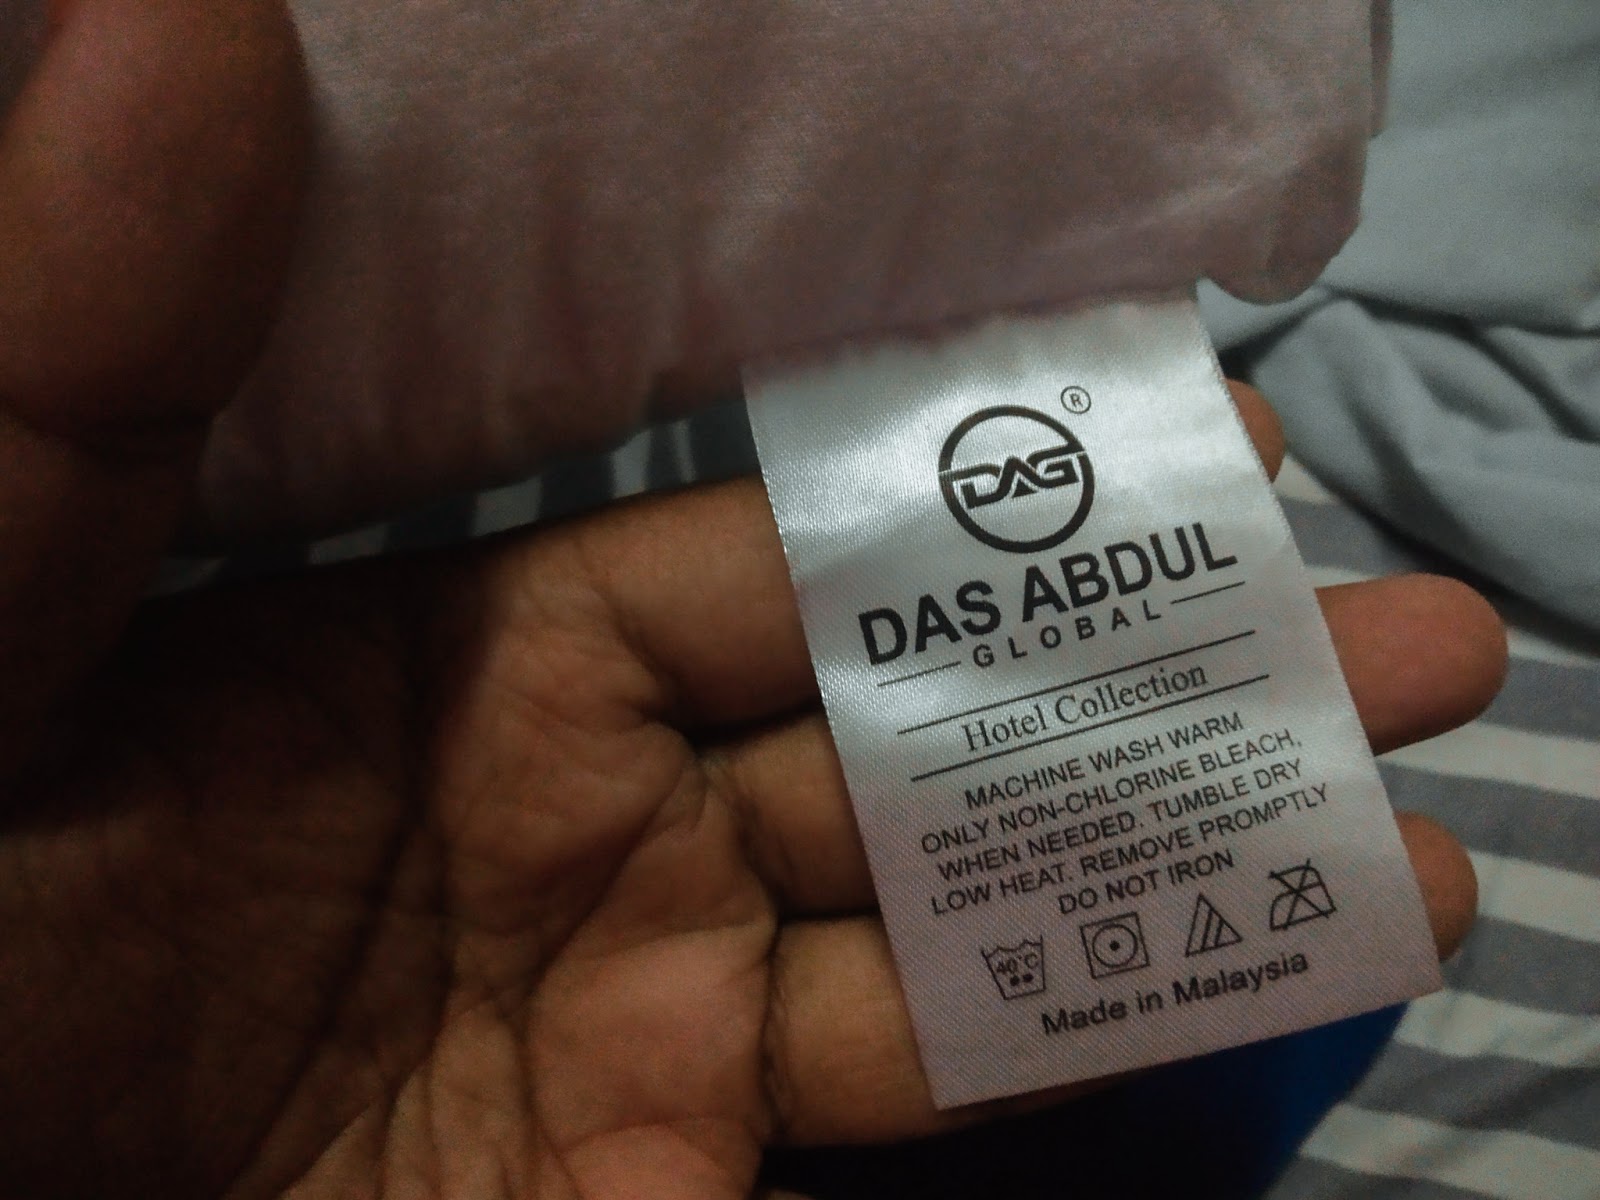 ®
DAG
DAS ABDUL
GLOBAL
Hotel Collection
MACHINE WASH WARM
ONLY NON-CHLORINE BLEACH,
WHEN NEEDED. TUMBLE DRY
LOW HEAT. REMOVE PROMPTLY
DO NOT IRON
40°C
Made in Malaysia